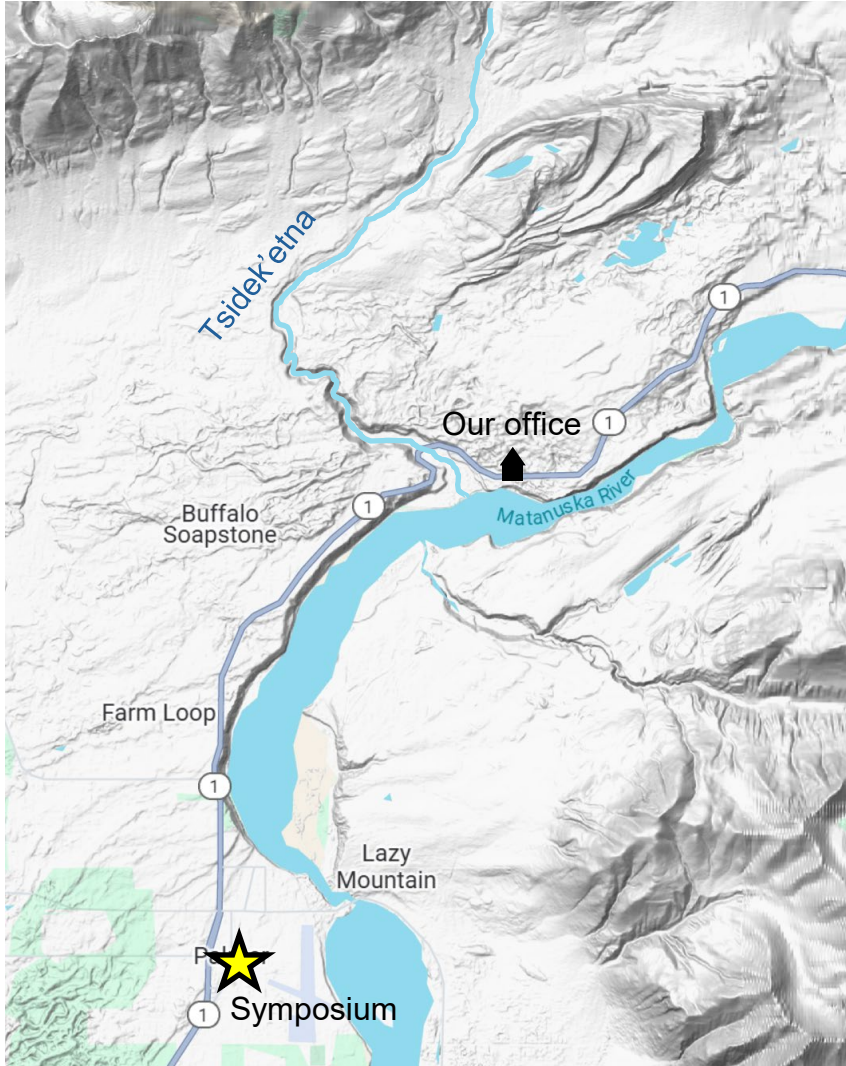 Tsidek’etna
1
Our office
1
Matanuska River
1
Buffalo
Soapstone
Farm Loop
1
Lazy
Mountain
Symposium
1